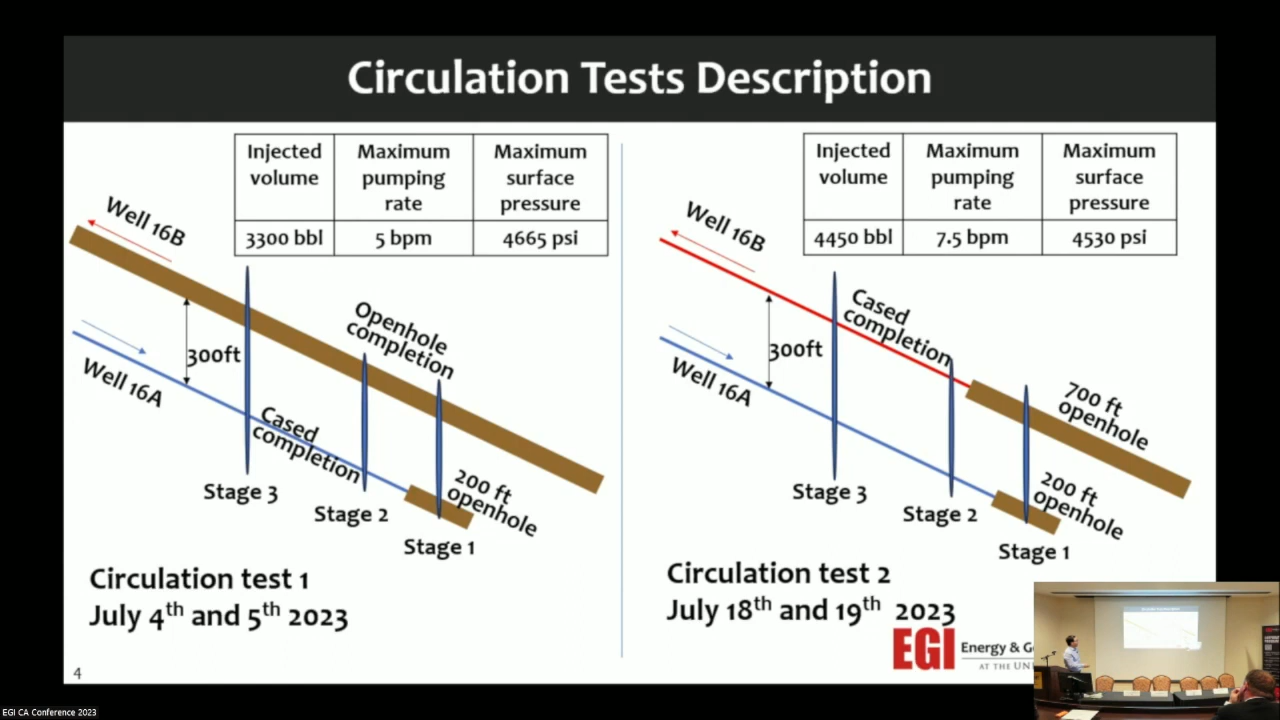 Circulation Tests Description
Injected volume
Maximum pumping rate
Maximum surface pressure
3300 bbl
5 bpm
4665 psi
Well 16B
Openhole
completion
300ft
Well 16A
Cased
completion
200 ft
openhole
Stage 3
Stage 2
Stage 1
Circulation test 1
July 4th and 5th 2023
Injected volume
Maximum pumping rate
Maximum surface pressure
4450 bbl
7.5 bpm
4530 psi
Well 16B
Cased
completion
300ft
Well 16A
700 ft
openhole
200 ft
openhole
Stage 3
Stage 2
Stage 1
Circulation test 2
July 18th and 19th 2023
EGI
Energy & G
AT THE UN
4
EGI CA Conference 2023